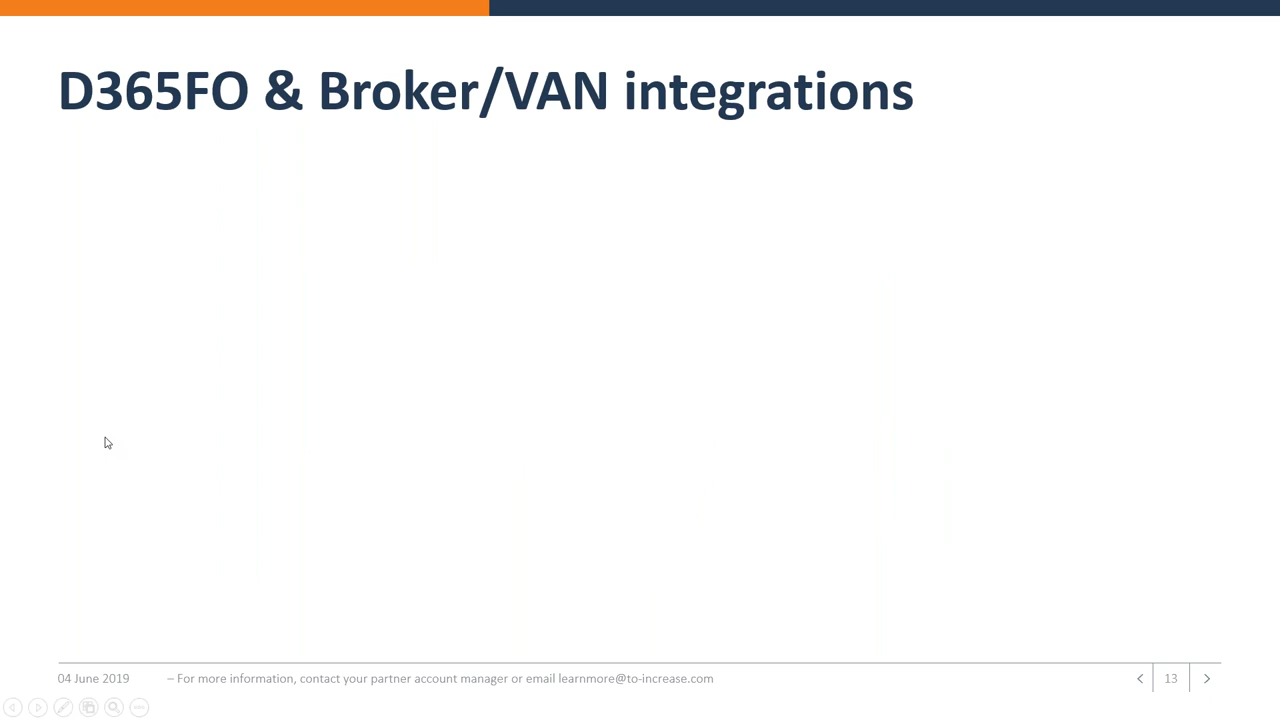 D365FO & Broker/VAN integrations
04 June 2019 – For more information, contact your partner account manager or email learnmore@to-increase.com 13